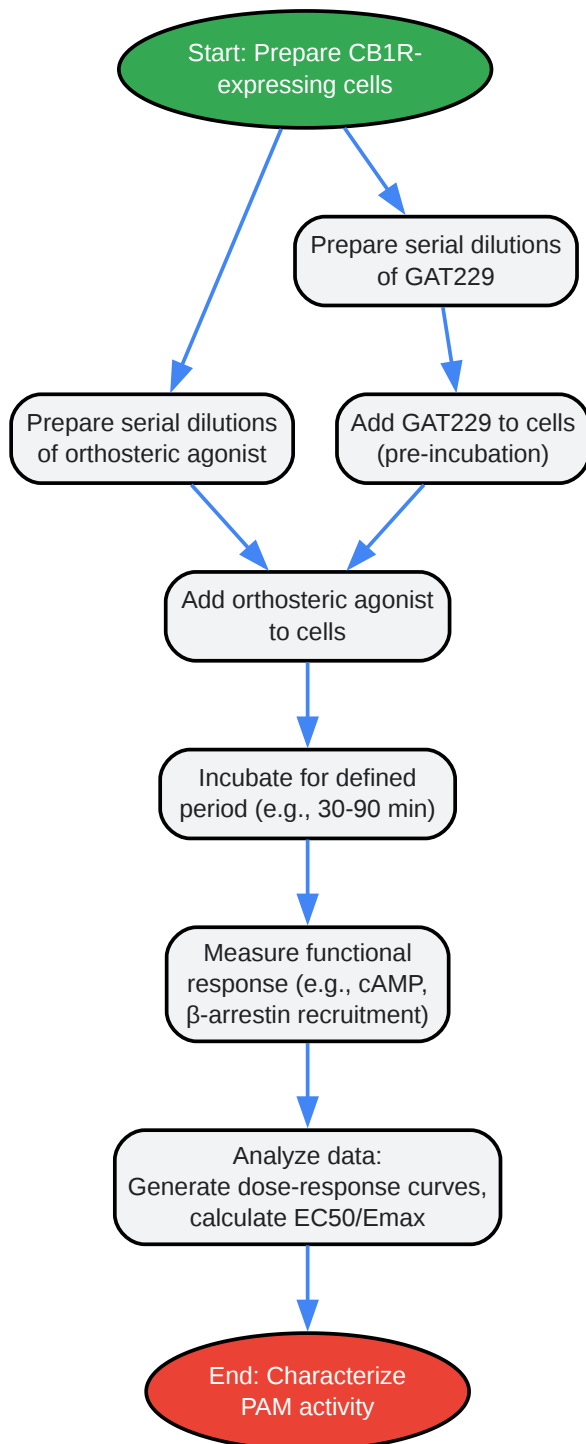 Start: Prepare CB1R-
expressing cells
Prepare serial dilutions
of GAT229
Prepare serial dilutions
of orthosteric agonist
Add GAT229 to cells
(pre-incubation)
Add orthosteric agonist
to cells
Incubate for defined
period (e.g., 30-90 min)
Measure functional
response (e.g., cAMP,
β-arrestin recruitment)
Analyze data:
Generate dose-response curves,
calculate EC50/Emax
End: Characterize
PAM activity